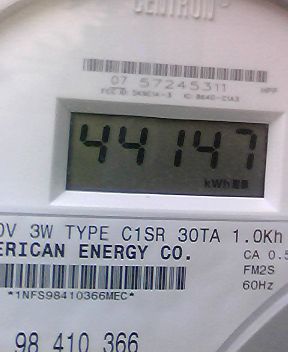 CENTRON
07 57245311
44147
kWh
0V 3W TYPE C1SR 30TA 1.0Kh
ERICAN ENERGY CO.
CA 0.5
FM2S
*1NFS98410366MEC*
60Hz
98 410 366